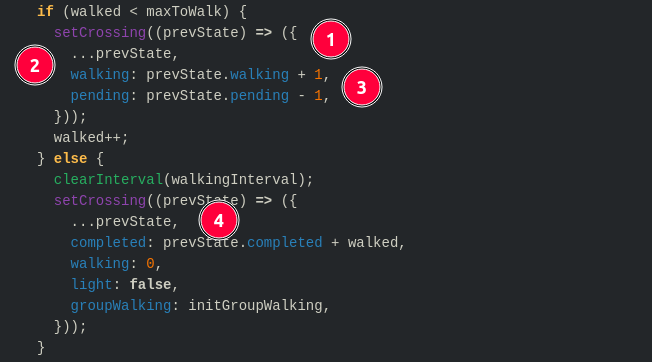 if (walked < maxToWalk) {
setCrossing((prevState) => ({
1
...prevState,
2
walking: prevState.walking + 1,
3
pending: prevState.pending - 1,
}));
walked++;
} else {
clearInterval(walkingInterval);
setCrossing((prevState) => ({
4
...prevState,
completed: prevState.completed + walked,
walking: 0,
light: false,
groupWalking: initGroupWalking,
}));
}